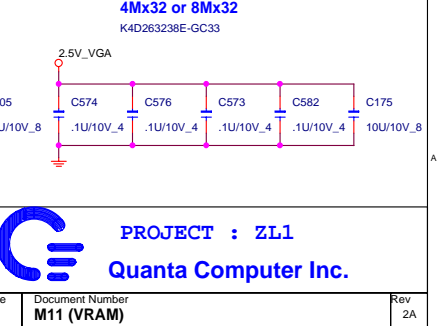 4Mx32 or 8Mx32
K4D263238E-GC33
2.5V_VGA
05 C574 C576 C573 C582 C175
U/10V_8 .1U/10V_4 .1U/10V_4 .1U/10V_4 .1U/10V_4 10U/10V_8
A
PROJECT : ZL1
Quanta Computer Inc.
e Document Number Rev
M11 (VRAM) 2A